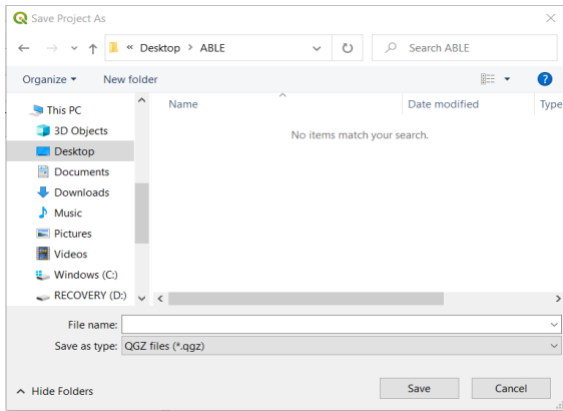 Save Project As
« Desktop > ABLE
Search ABLE
Organize
New folder
?
Name
Date modified
Type
This PC
3D Objects
Desktop
Documents
Downloads
Music
Pictures
Videos
Windows (C:)
RECOVERY (D:)
No items match your search.
File name:
Save as type: QGZ files (*.qgz)
Hide Folders
Save
Cancel